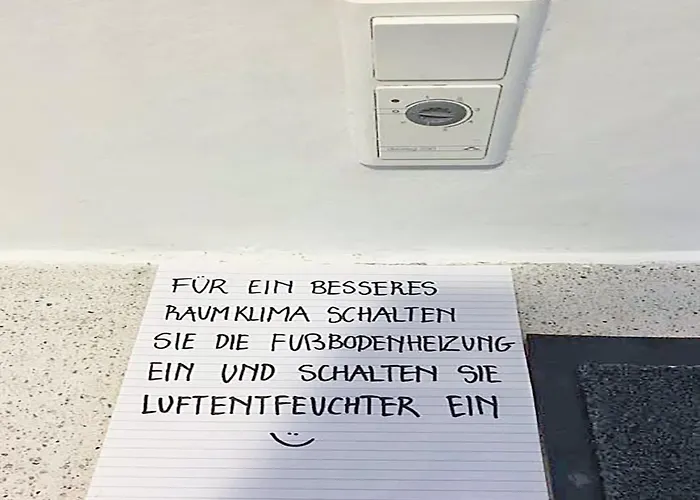 FÜR EIN BESSERES
RAUMKLIMA SCHALTEN
SIE DIE FUßBODENHEIZUNG
EIN UND SCHALTEN SIE
LUFTENTFEUCHTER EIN